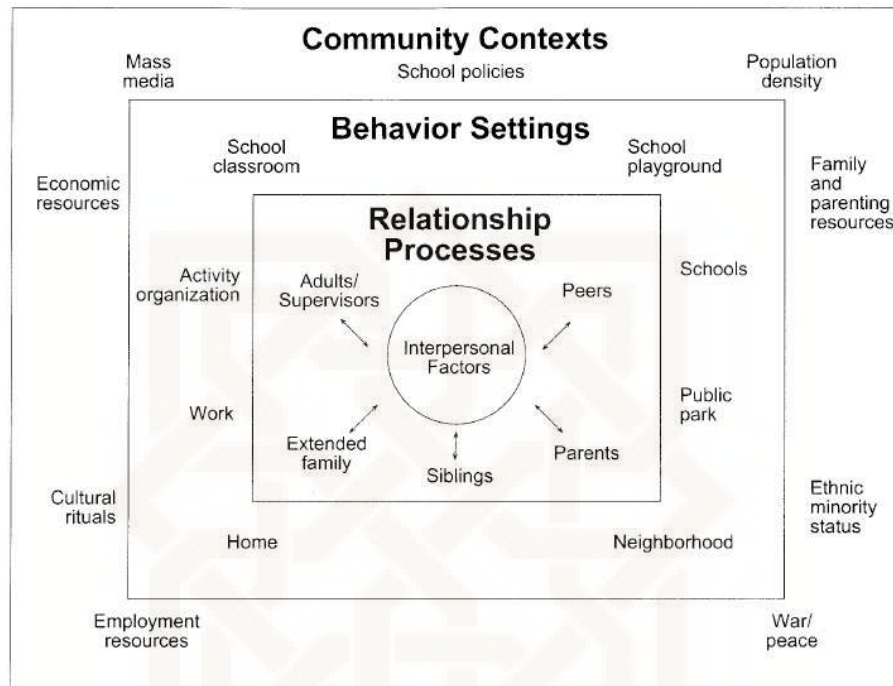 Community Contexts
Mass
media
School policies
Population
density
Behavior Settings
School
classroom
School
playground
Economic
resources
Family
and
parenting
resources
Relationship
Processes
Activity
organization
Adults/
Supervisors
Peers
Schools
Interpersonal
Factors
Work
Public
park
Extended
family
Siblings
Parents
Cultural
rituals
Ethnic
minority
status
Home
Neighborhood
Employment
resources
War/
peace